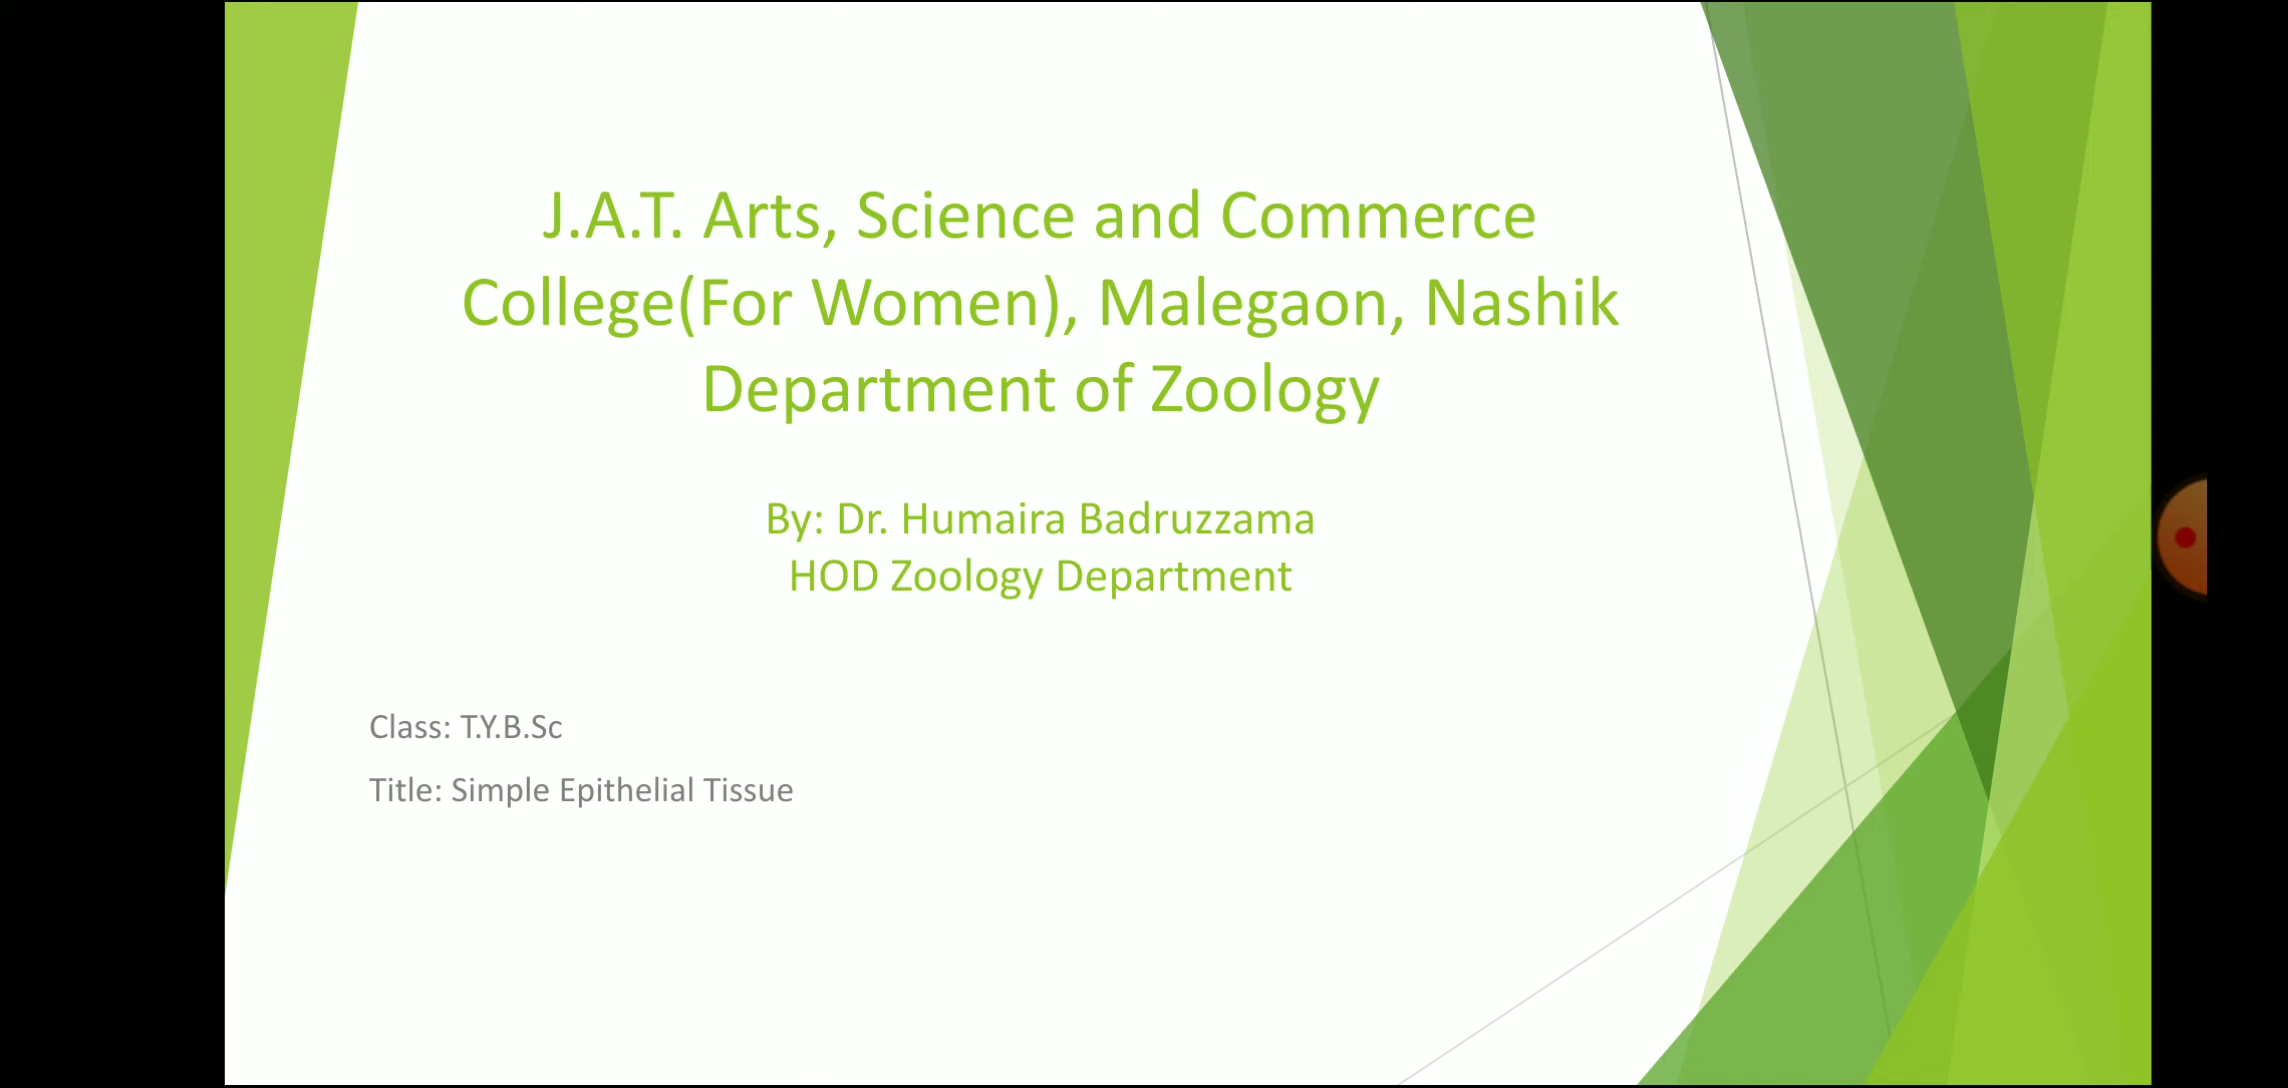 J.A.T. Arts, Science and Commerce
College(For Women), Malegaon, Nashik
Department of Zoology
By: Dr. Humaira Badruzzama
HOD Zoology Department
Class: T.Y.B.Sc
Title: Simple Epithelial Tissue